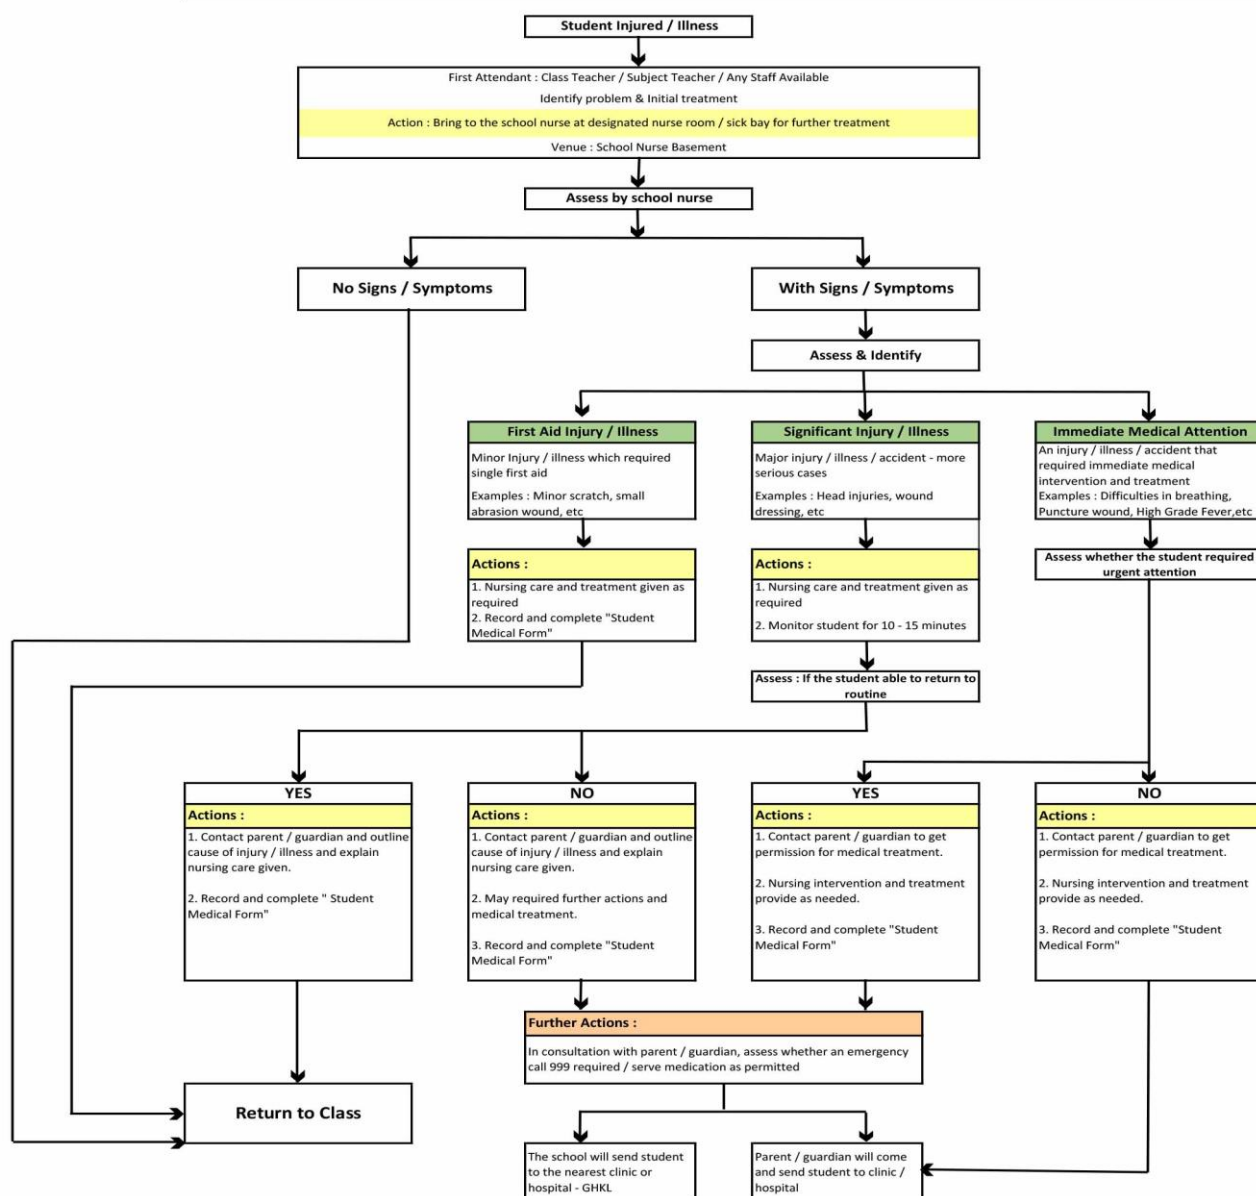 Student Injured / Illness
First Attendant : Class Teacher / Subject Teacher / Any Staff Available
Identify problem & Initial treatment
Action : Bring to the school nurse at designated nurse room / sick bay for further treatment
Venue : School Nurse Basement
Assess by school nurse
No Signs / Symptoms
With Signs / Symptoms
Assess & Identify
First Aid Injury / Illness
Minor Injury / illness which required
single first aid
Examples : Minor scratch, small
abrasion wound, etc
Significant Injury / Illness
Major injury / illness / accident - more
serious cases
Examples : Head injuries, wound
dressing, etc
Immediate Medical Attention
An injury / illness / accident that
required immediate medical
intervention and treatment
Examples : Difficulties in breathing,
Puncture wound, High Grade Fever,etc
Actions :
1. Nursing care and treatment given as
required
2. Record and complete "Student
Medical Form"
Actions :
1. Nursing care and treatment given as
required
2. Monitor student for 10 - 15 minutes
Assess whether the student required
urgent attention
Assess : If the student able to return to
routine
YES
Actions :
1. Contact parent / guardian and outline
cause of injury / illness and explain
nursing care given.
2. Record and complete " Student
Medical Form"
NO
Actions :
1. Contact parent / guardian and outline
cause of injury / illness and explain
nursing care given.
2. May required further actions and
medical treatment.
3. Record and complete "Student
Medical Form"
YES
Actions :
1. Contact parent / guardian to get
permission for medical treatment.
2. Nursing intervention and treatment
provide as needed.
3. Record and complete "Student
Medical Form"
NO
Actions :
1. Contact parent / guardian to get
permission for medical treatment.
2. Nursing intervention and treatment
provide as needed.
3. Record and complete "Student
Medical Form"
Further Actions :
In consultation with parent / guardian, assess whether an emergency
call 999 required / serve medication as permitted
Return to Class
The school will send student
to the nearest clinic or
hospital - GHKL
Parent / guardian will come
and send student to clinic /
hospital